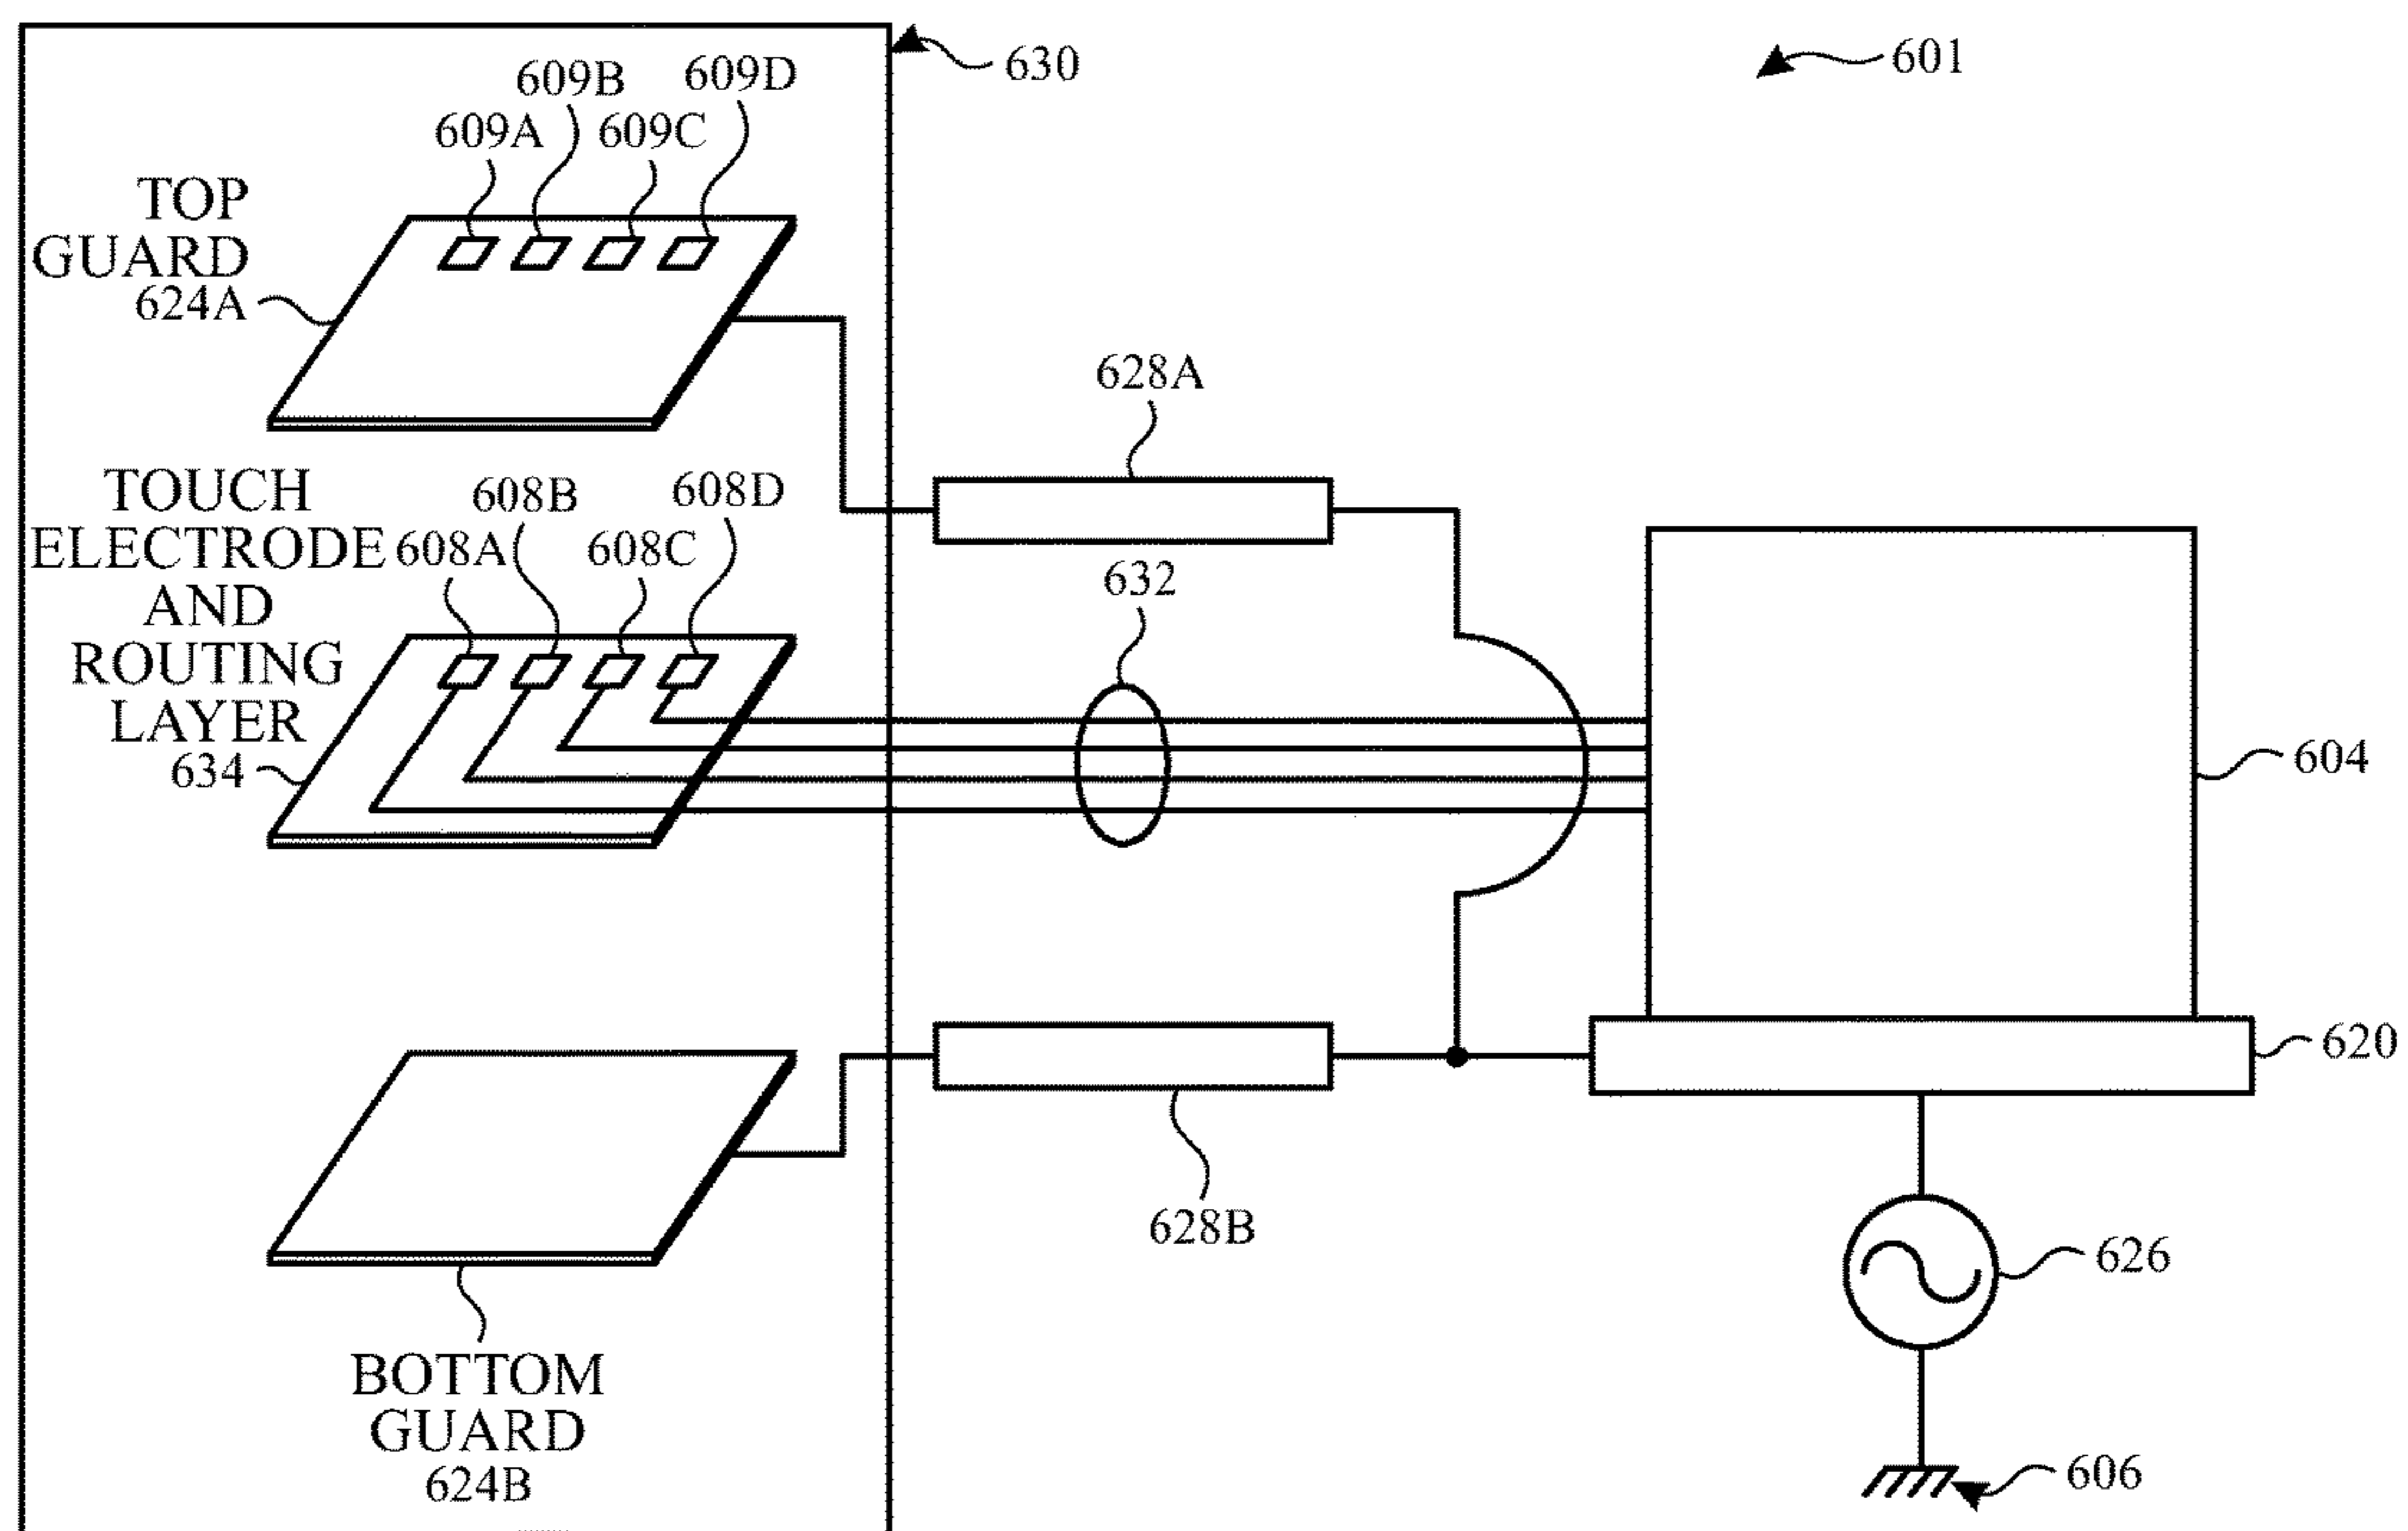 630
601
609B
609D
609A
609C
TOP
GUARD
624A
628A
TOUCH
ELECTRODE
AND
ROUTING
LAYER
634
608B
608D
608A
608C
632
604
620
628B
626
BOTTOM
GUARD
624B
606